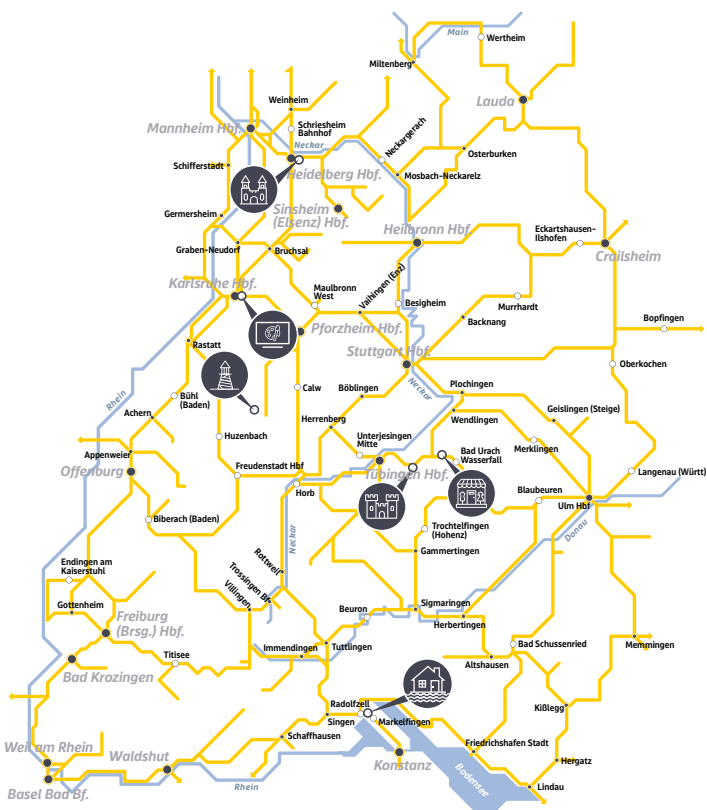 Main
Wertheim
Miltenberg
Lauda
Weinheim
Mannheim Hbf.
Schriesheim
Bahnhof
Neckar
Neckargerach
Osterburken
Schifferstadt
Heidelberg Hbf.
Mosbach-Neckarelz
Germersheim
Sinsheim
(Elsenz) Hbf.
Heilbronn Hbf.
Eckartshausen-
Ilshofen
Crailsheim
Graben-Neudorf
Bruchsal
Karlsruhe Hbf.
Maulbronn
West
Vaihingen (Enz)
Besigheim
Murrhardt
Backnang
Bopfingen
Pforzheim Hbf.
Rastatt
Stuttgart Hbf.
Oberkochen
Rhein
Bühl
(Baden)
Calw
Böblingen
Neckar
Plochingen
Achern
Wendlingen
Geislingen (Steige)
Huzenbach
Herrenberg
Unterjesingen
Mitte
Merklingen
Appenweier
Offenburg
Freudenstadt Hbf
Tübingen Hbf.
Bad Urach
Wasserfall
Langenau (Württ)
Horb
Blaubeuren
Ulm Hbf
Biberach (Baden)
Trochtelfingen
(Hohenz)
Donau
Neckar
Gammertingen
Endingen am
Kaiserstuhl
Rottweil
Trossingen Bf.
Villingen
Gottenheim
Freiburg
(Brsg.) Hbf.
Beuron
Sigmaringen
Herbertingen
Titisee
Immendingen
Tuttlingen
Bad Schussenried
Memmingen
Altshausen
Bad Krozingen
Radolfzell
Singen
Markelfingen
Kißlegg
Schaffhausen
Weil am Rhein
Waldshut
Konstanz
Friedrichshafen Stadt
Hergatz
Basel Bad Bf.
Rhein
Bodensee
Lindau